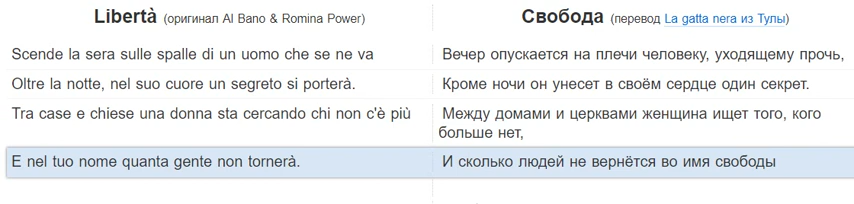 Libertà (оригинал Al Bano & Romina Power)
Свобода (перевод La gatta nera из Тулы)
Scende la sera sulle spalle di un uomo che se ne va
Вечер опускается на плечи человеку, уходящему прочь,
Oltre la notte, nel suo cuore un segreto si porterà.
Кроме ночи он унесет в своём сердце один секрет.
Tra case e chiese una donna sta cercando chi non c'è più
Между домами и церквами женщина ищет того, кого
больше нет,
E nel tuo nome quanta gente non tornerà.
И сколько людей не вернётся во имя свободы